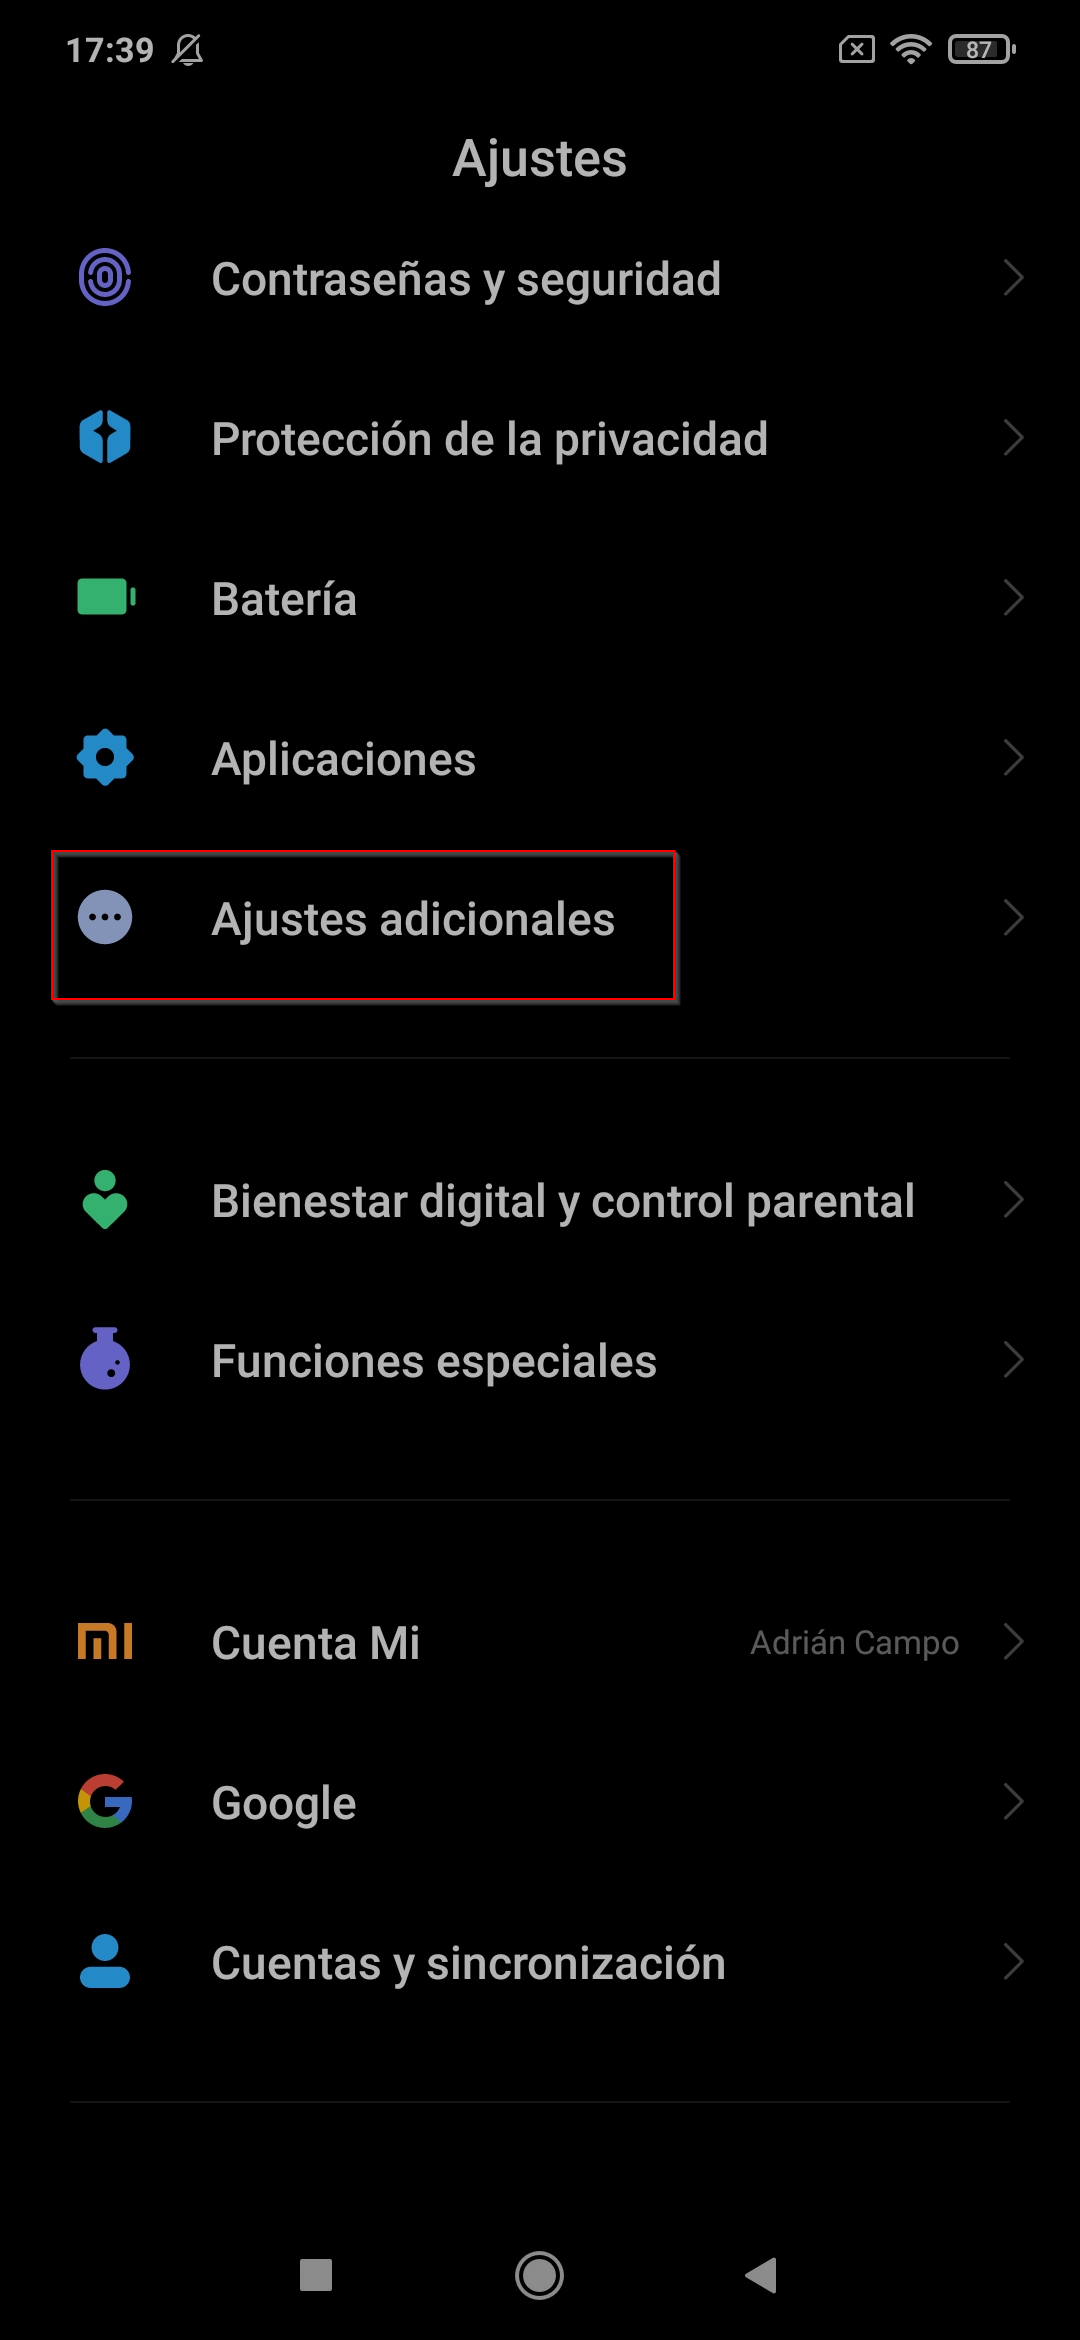 17:39
87
Ajustes
Contraseñas y seguridad
Protección de la privacidad
Batería
Aplicaciones
Ajustes adicionales
Bienestar digital y control parental
Funciones especiales
Cuenta Mi Adrián Campo
Google
Cuentas y sincronización